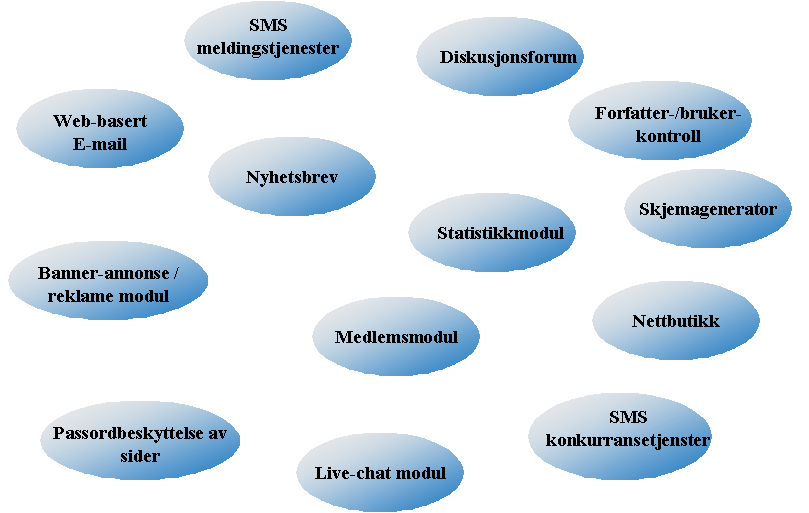 SMS
meldingstjenester
Diskusjonsforum
Web-basert
E-mail
Forfatter-/bruker-
kontroll
Nyhetsbrev
Skjemagenerator
Statistikkmodul
Banner-annonse /
reklame modul
Medlemsmodul
Nettbutikk
Passordbeskyttelse av
sider
SMS
konkurransetjenster
Live-chat modul